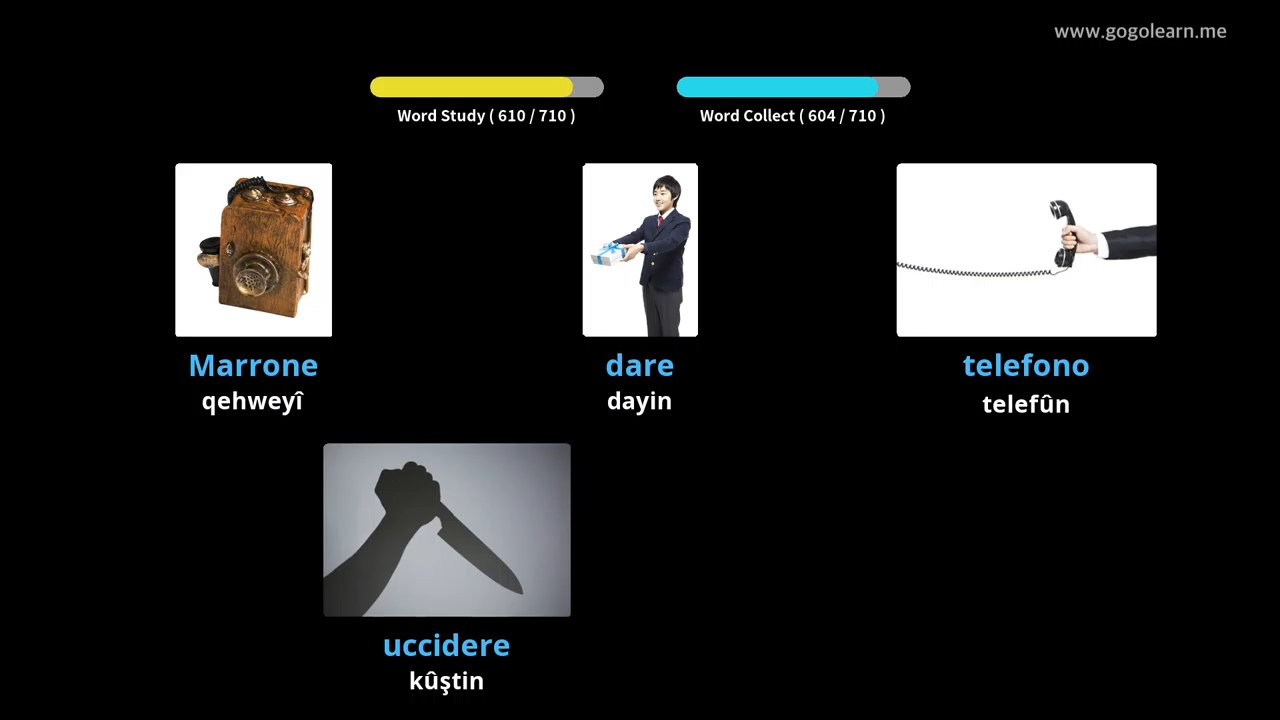 www.gogolearn.me
Word Study ( 610 / 710 )
Word Collect ( 604 / 710 )
Marrone
qehweyî
dare
dayin
telefono
telefûn
uccidere
kûştin